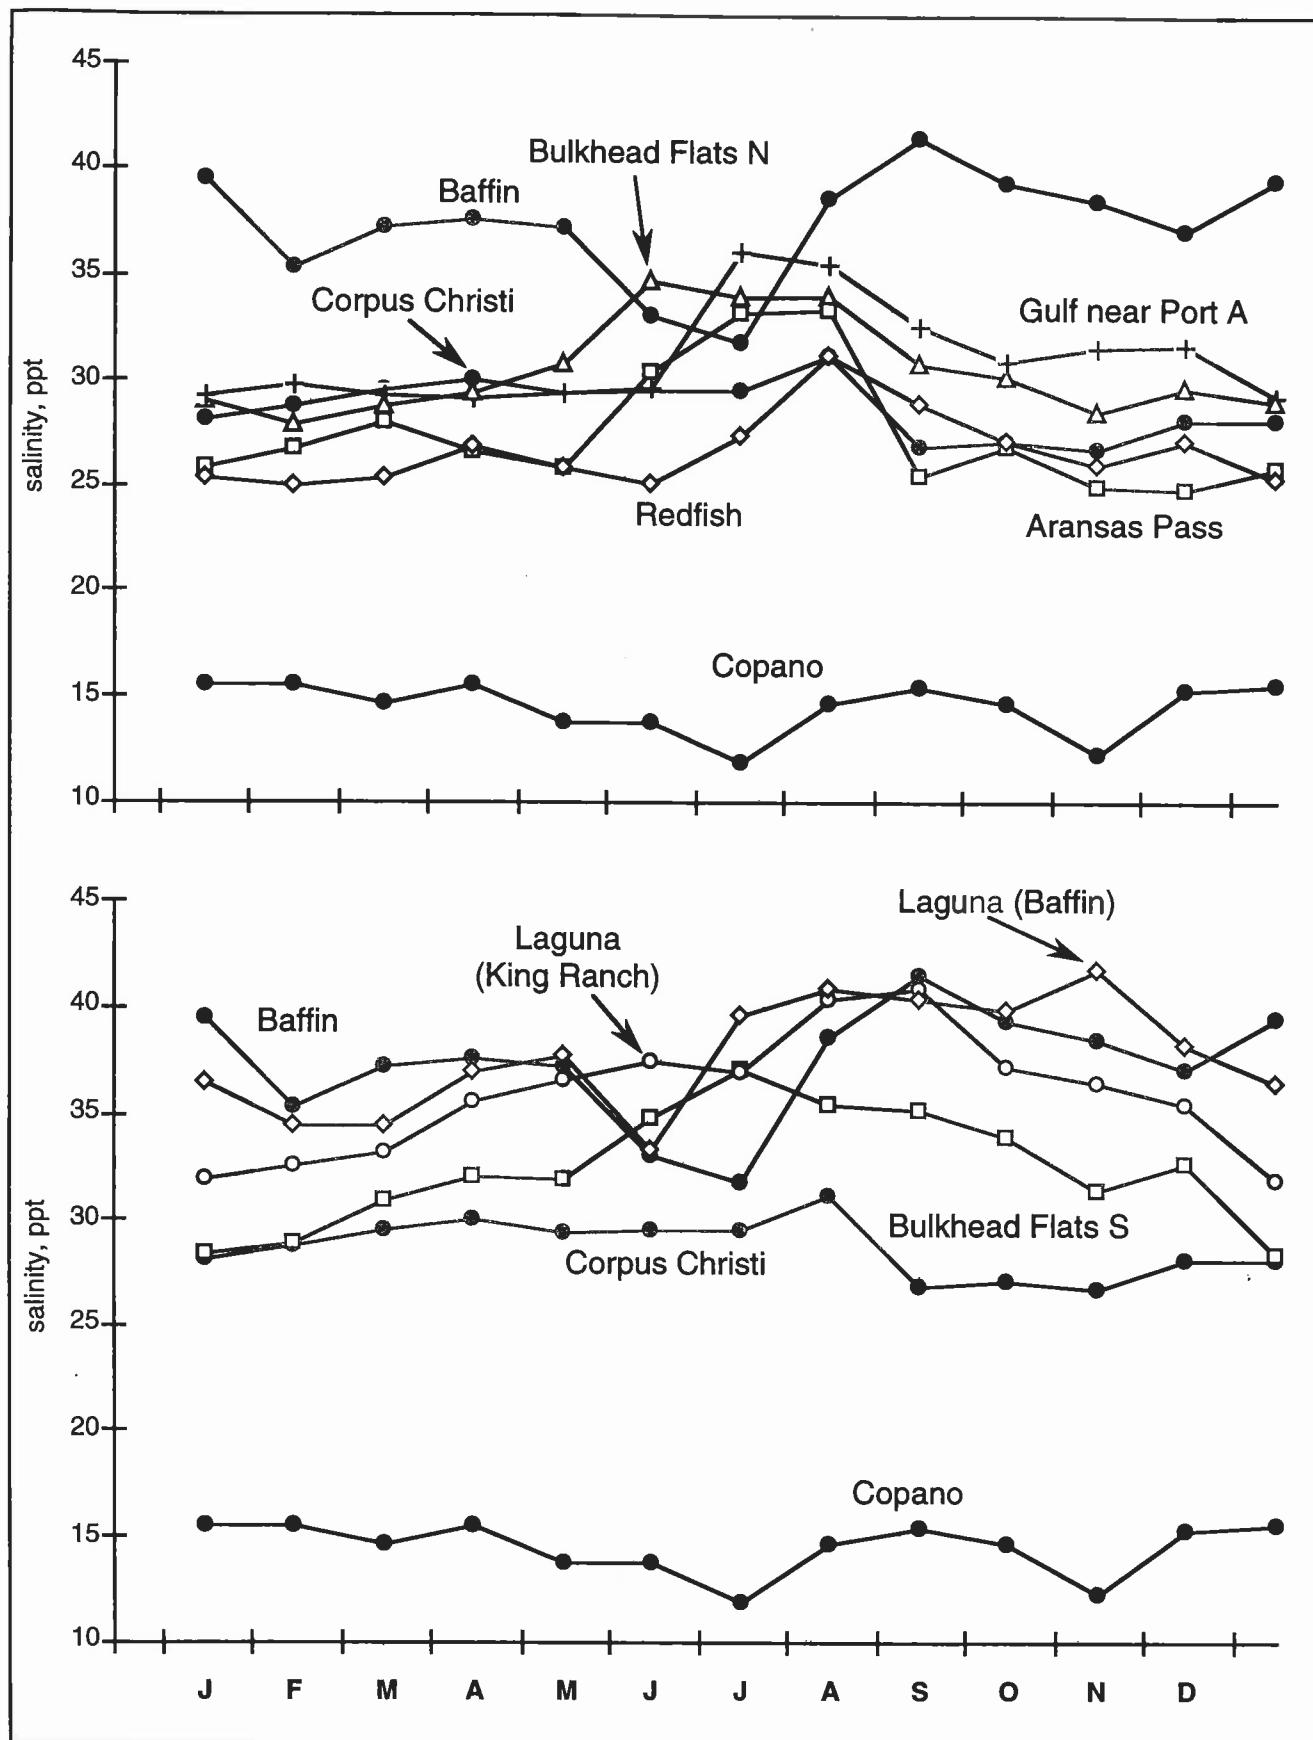 45
40
35
30
25
20
15
10
salinity, ppt
Bulkhead Flats N
Baffin
Corpus Christi
Gulf near Port A
Redfish
Aransas Pass
Copano
45
40
35
30
25
20
15
10
salinity, ppt
Laguna (Baffin)
Laguna
(King Ranch)
Baffin
Bulkhead Flats S
Corpus Christi
Copano
J F M A M J J A S O N D